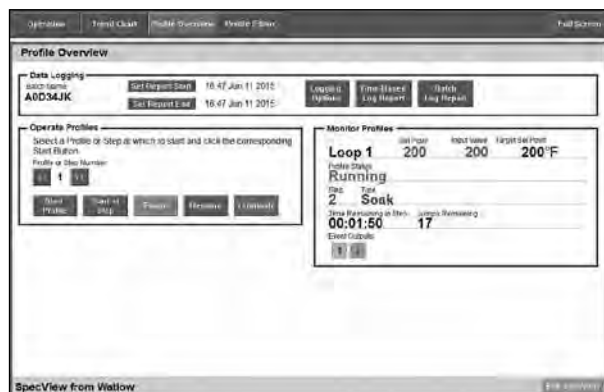 Operation Trend Chart Profile Overview Profile Editor Full Screen
Profile Overview
Data Logging
Batch Name
A0D34JK
Set Report Start 16:47 Jun 11 2015
Set Report End 16:47 Jun 11 2015
Logging Options
Time-Based Log Report
Batch Log Report
Operate Profiles
Select a Profile or Step at which to start and click the corresponding
Start Button.
Profile or Step Number
1
Start Profile
Start at Step
Pause
Resume
Terminate
Monitor Profiles
Set Point Input Value Target Set Point
Loop 1 200 200 200°F
Profile Status
Running
Step Type
2 Soak
Time Remaining in Step Jumps Remaining
00:01:50 17
Event Outputs
1 2
SpecView from Watlow